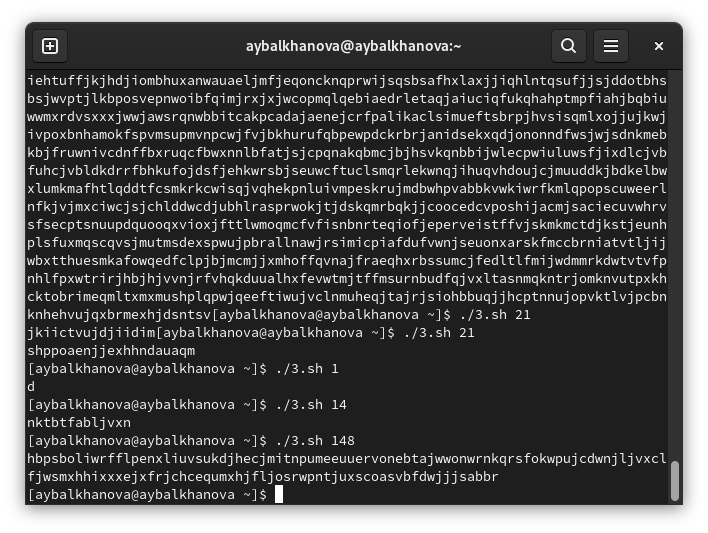 aybalkhanova@aybalkhanova:~
iehtuffjkjhdjiombhuxanwauaeljmfjeqoncknqprwijsqsbsafhxlaxjjiqhlntqsufjjsjddotbhs
bsjwvptjlkbposvepnwoibfqimjrxjxjwcopmqlqebiaedrletaqjaiuciqfukqhahptmpfiahjbqbiu
wwmxrdvsxxxjwwjawsrqnwbbitcakpcadajaenejcrfpalikaclsimueftsbrpjhvsisqmlxojjujkwj
ivpoxbnhamokfspvmsupmvnpcwjfvjbkhurufqbpewpdckrbrjanidsekxqdjononndfwsjwjsdnkmeb
kbjfruwnivcdnffbxruqcfbwxnnlbfatjsjcpqnakqbmcjbjhsvkqnbbijwlecpwiuluwsfjixdlcjvb
fuhcjvbldkdrrfbhkufojdsfjehkwrsbjseuwcftuclsmqrlekwnqjihuqvhdoujcjmuuddkjbdkelbw
xlumkmafhtlqddtfcsmkrkcwisqjvqhekpnluivmpeskrujmdbwhpvabbkvwkiwrfkmlqpopscuweerl
nfkjvjmxciwcjsjchlddwcdjubhlrasprwokjtjdskqmrbqkjjcoocedcvposhijacmjsaciecuvwhrv
sfsecptsnuupdquooqxvioxjfttlwmoqmcfvfisnbnrteqiofjeperveistffvjskmkmctdjkstjeunh
plsfuxmqscqvsjmutmsdexspwujpbrallnawjrsimicpiafdufvwnjseuonxarskfmccbrniatvtljij
wbxtthuesmkafowqedfclpjbjmcmjjxmhoffqvnajfraeqhxrbssumcjfedltlfmijwdmmrkdwtvtvfp
nhlfpxwtrirjhbjhjvvnjrfvhqkduualhxfevwtmjtffmsurnbudfqjvxltasnmqkntrjomknvutpxkh
cktobrimeqmltxmxmushplqpwjqeeftiwujvclnmuheqjtajrjsiohbbuqjjhcptnnujopvktlvjpcbn
knhehvujqxbrmexhjdsntsv[aybalkhanova@aybalkhanova ~]$ ./3.sh 21
jkiictvujdjiidim[aybalkhanova@aybalkhanova ~]$ ./3.sh 21
shppoaenjjexhhndauaqm
[aybalkhanova@aybalkhanova ~]$ ./3.sh 1
d
[aybalkhanova@aybalkhanova ~]$ ./3.sh 14
nktbtfabljvxn
[aybalkhanova@aybalkhanova ~]$ ./3.sh 148
hbpsboliwrfflpenxliuvsukdjhecjmitnpumeeuuervonebtajwwonwrnkqrsfokwpujcdwnjljvxcl
fjwsmxhhixxxejxfrjchcequmxhjfljosrwpntjuxscoasvbfdwjjjsabbr
[aybalkhanova@aybalkhanova ~]$